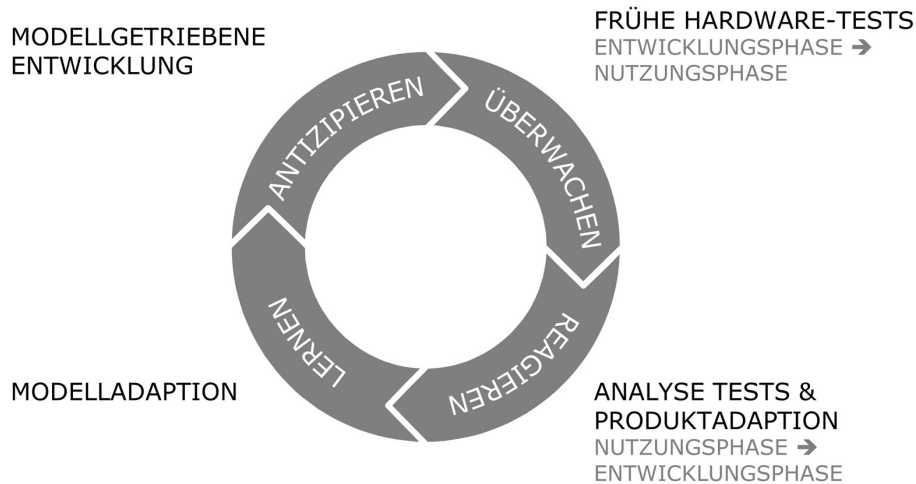 MODELLGETRIEBENE
ENTWICKLUNG
FRÜHE HARDWARE-TESTS
ENTWICKLUNGSPHASE ➔
NUTZUNGSPHASE
ANTIZIPIEREN
ÜBERWACHEN
LERNEN
REAGIEREN
MODELLADAPTION
ANALYSE TESTS &
PRODUKTADAPTION
NUTZUNGSPHASE ➔
ENTWICKLUNGSPHASE